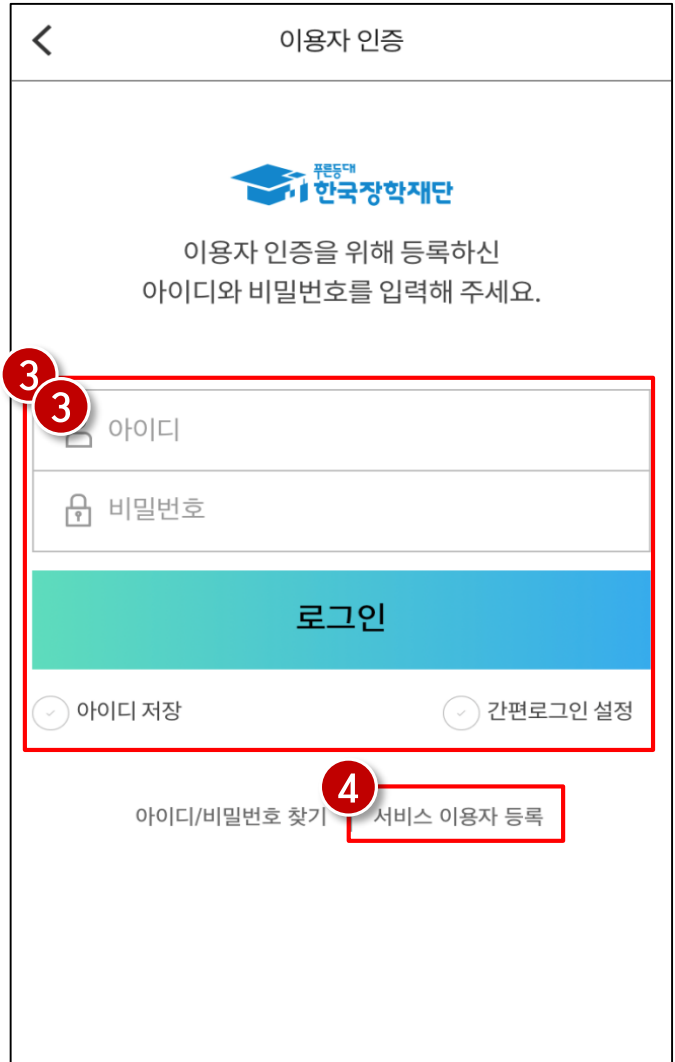 이용자 인증
푸른등대
한국장학재단
이용자 인증을 위해 등록하신
아이디와 비밀번호를 입력해 주세요.
3
3
아이디
비밀번호
로그인
아이디 저장
간편로그인 설정
4
아이디/비밀번호 찾기
서비스 이용자 등록